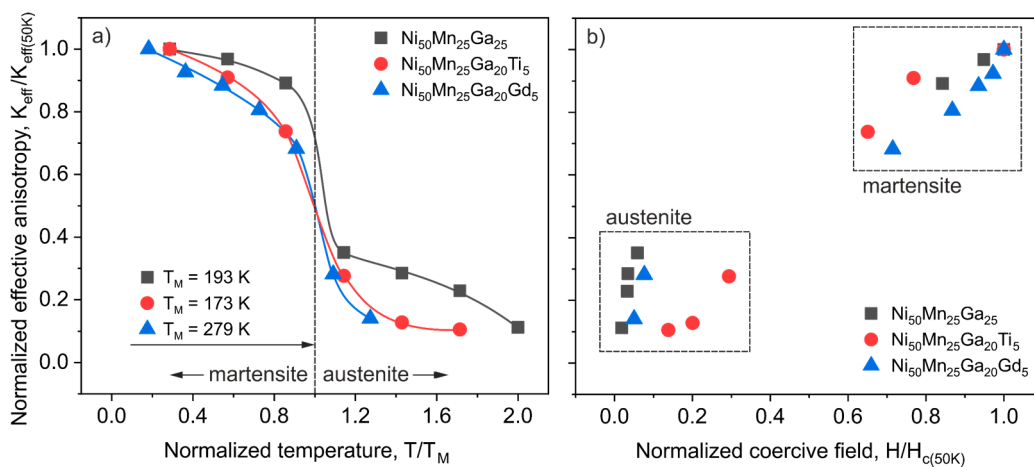 a)
Ni50Mn25Ga25
Ni50Mn25Ga20Ti5
Ni50Mn25Ga20Gd5
Normalized effective anisotropy, Keff/Keff(50K)
1.0
0.8
0.6
0.4
0.2
0.0
TM = 193 K
TM = 173 K
TM = 279 K
martensite
austenite
0.0 0.4 0.8 1.2 1.6 2.0
Normalized temperature, T/TM
b)
martensite
austenite
Ni50Mn25Ga25
Ni50Mn25Ga20Ti5
Ni50Mn25Ga20Gd5
0.0 0.2 0.4 0.6 0.8 1.0
Normalized coercive field, H/Hc(50K)